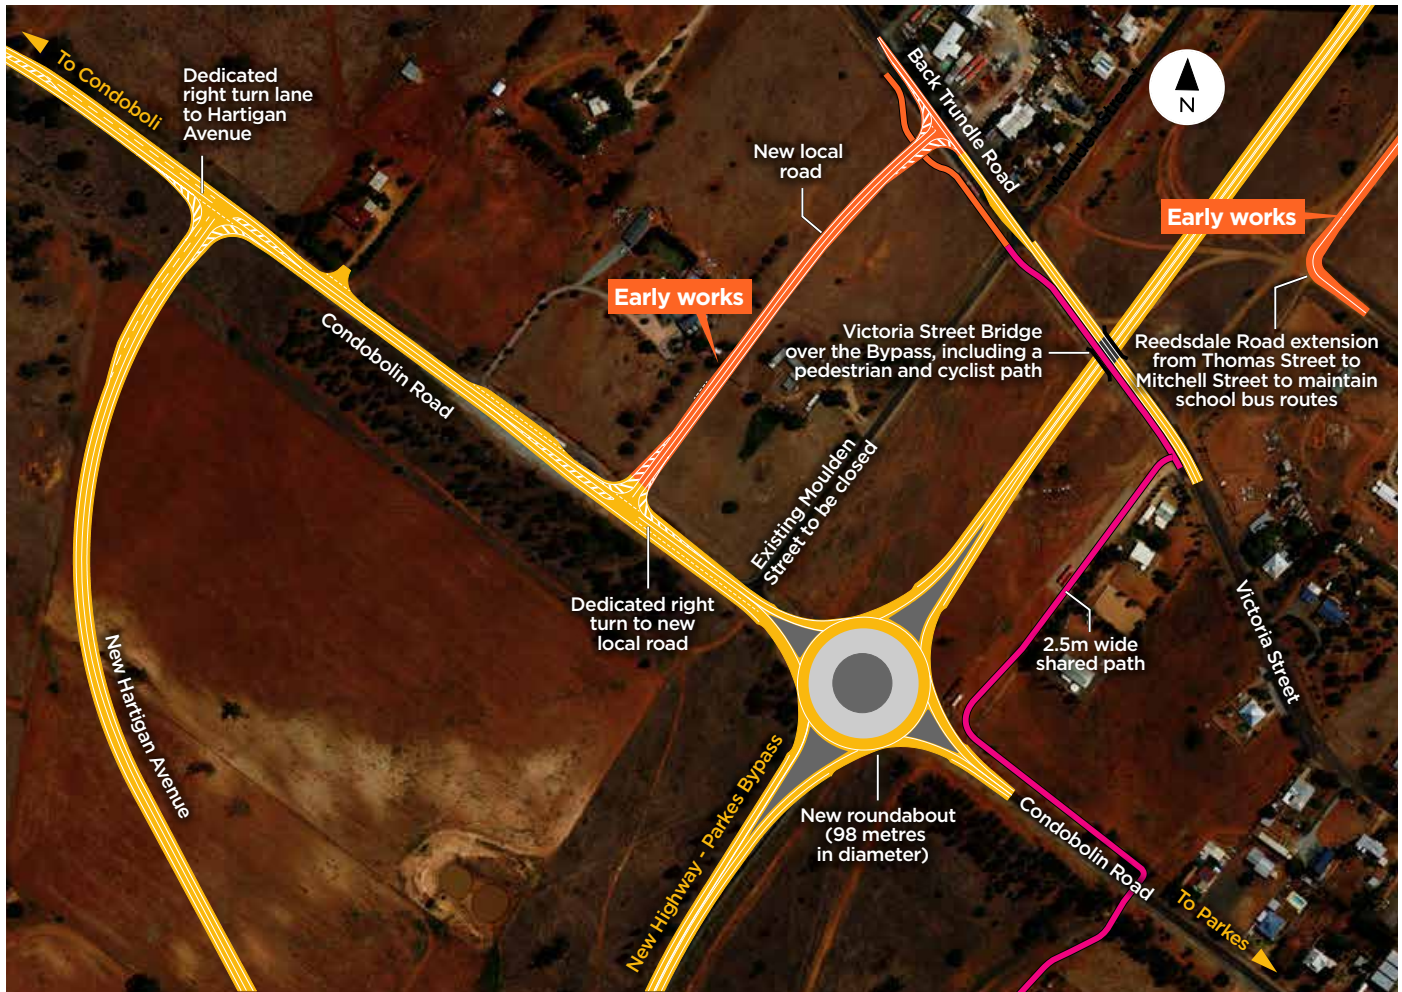 To Condoboli
Dedicated
right turn lane
to Hartigan
Avenue
Back Trundle Road
N
New local
road
Early works
Early works
Condobolin Road
Victoria Street Bridge
over the Bypass, including a
pedestrian and cyclist path
Reedsdale Road extension
from Thomas Street to
Mitchell Street to maintain
school bus routes
Existing Moulden
Street to be closed
Dedicated right
turn to new
local road
2.5m wide
shared path
Victoria Street
New Hartigan Avenue
New Highway - Parkes Bypass
New roundabout
(98 metres
in diameter)
Condobolin Road
To Parkes